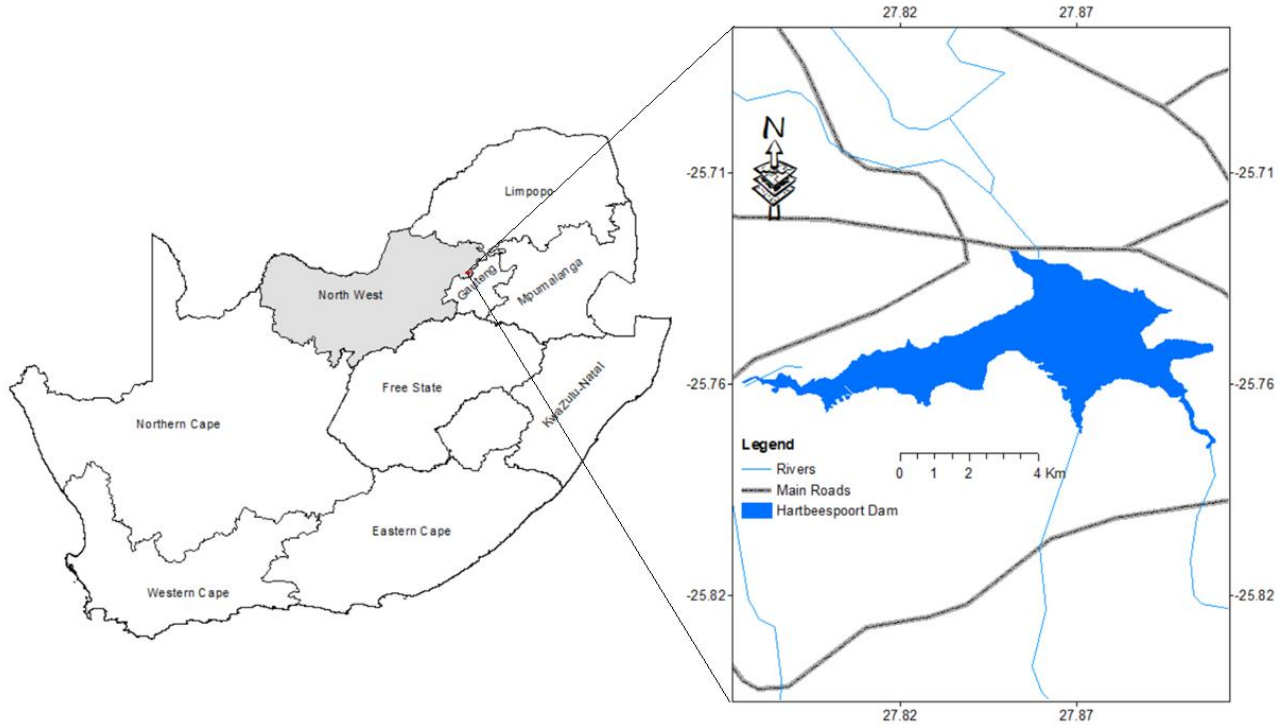 27.82
27.87
N
-25.71
-25.71
Limpopo
Gauteng
Mpumalanga
North West
Free State
KwaZulu-Natal
Northern Cape
Eastern Cape
Western Cape
-25.76
-25.76
Legend
Rivers
Main Roads
Hartbeespoort Dam
0 1 2 4 Km
-25.82
-25.82
27.82
27.87